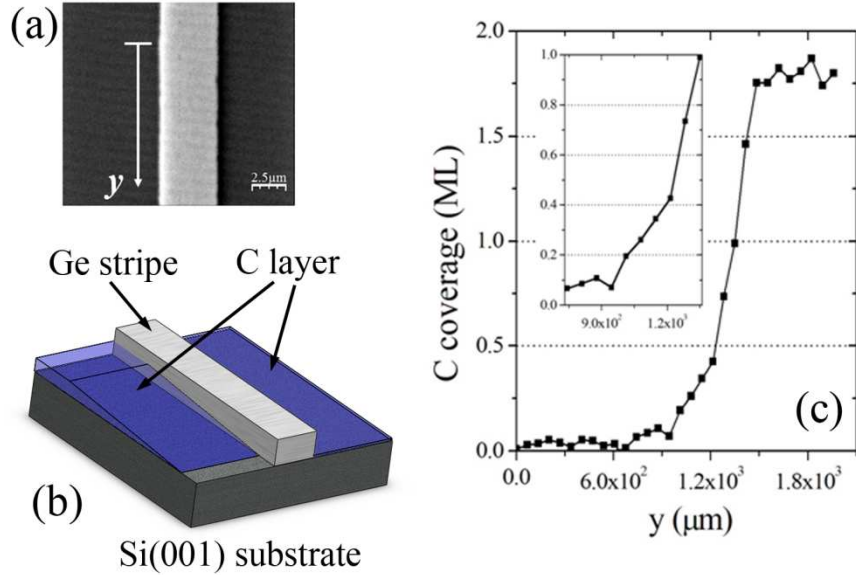 (a)
y
2.5μm
Ge stripe
C layer
(b)
Si(001) substrate
C coverage (ML)
2.0
1.5
1.0
0.5
0.0
1.0
0.8
0.6
0.4
0.2
0.0
9.0x10²
1.2x10³
(c)
0.0
6.0x10²
1.2x10³
1.8x10³
y (μm)